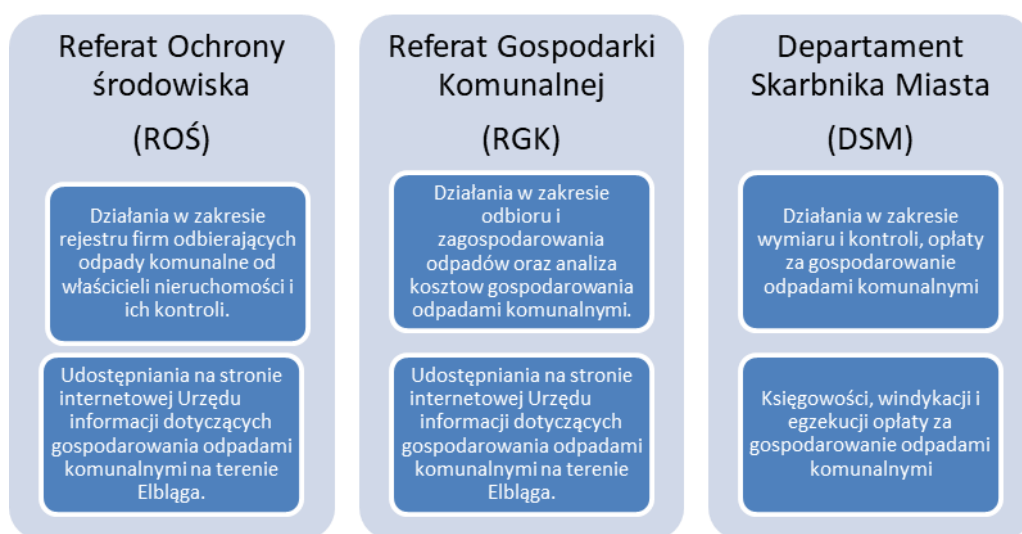 Referat Ochrony
środowiska
(ROŚ)
Działania w zakresie
rejestru firm odbierających
odpady komunalne od
właścicieli nieruchomości i
ich kontroli.
Udostępniania na stronie
internetowej Urzędu
informacji dotyczących
gospodarowania odpadami
komunalnymi na terenie
Elbląga.
Referat Gospodarki
Komunalnej
(RGK)
Działania w zakresie
odbioru i
zagospodarowania
odpadów oraz analiza
kosztow gospodarowania
odpadami komunalnymi.
Udostępniania na stronie
internetowej Urzędu
informacji dotyczących
gospodarowania odpadami
komunalnymi na terenie
Elbląga.
Departament
Skarbnika Miasta
(DSM)
Działania w zakresie
wymiaru i kontroli, opłaty
za gospodarowanie
odpadami komunalnymi
Księgowości, windykacji i
egzekucji opłaty za
gospodarowanie odpadami
komunalnymi